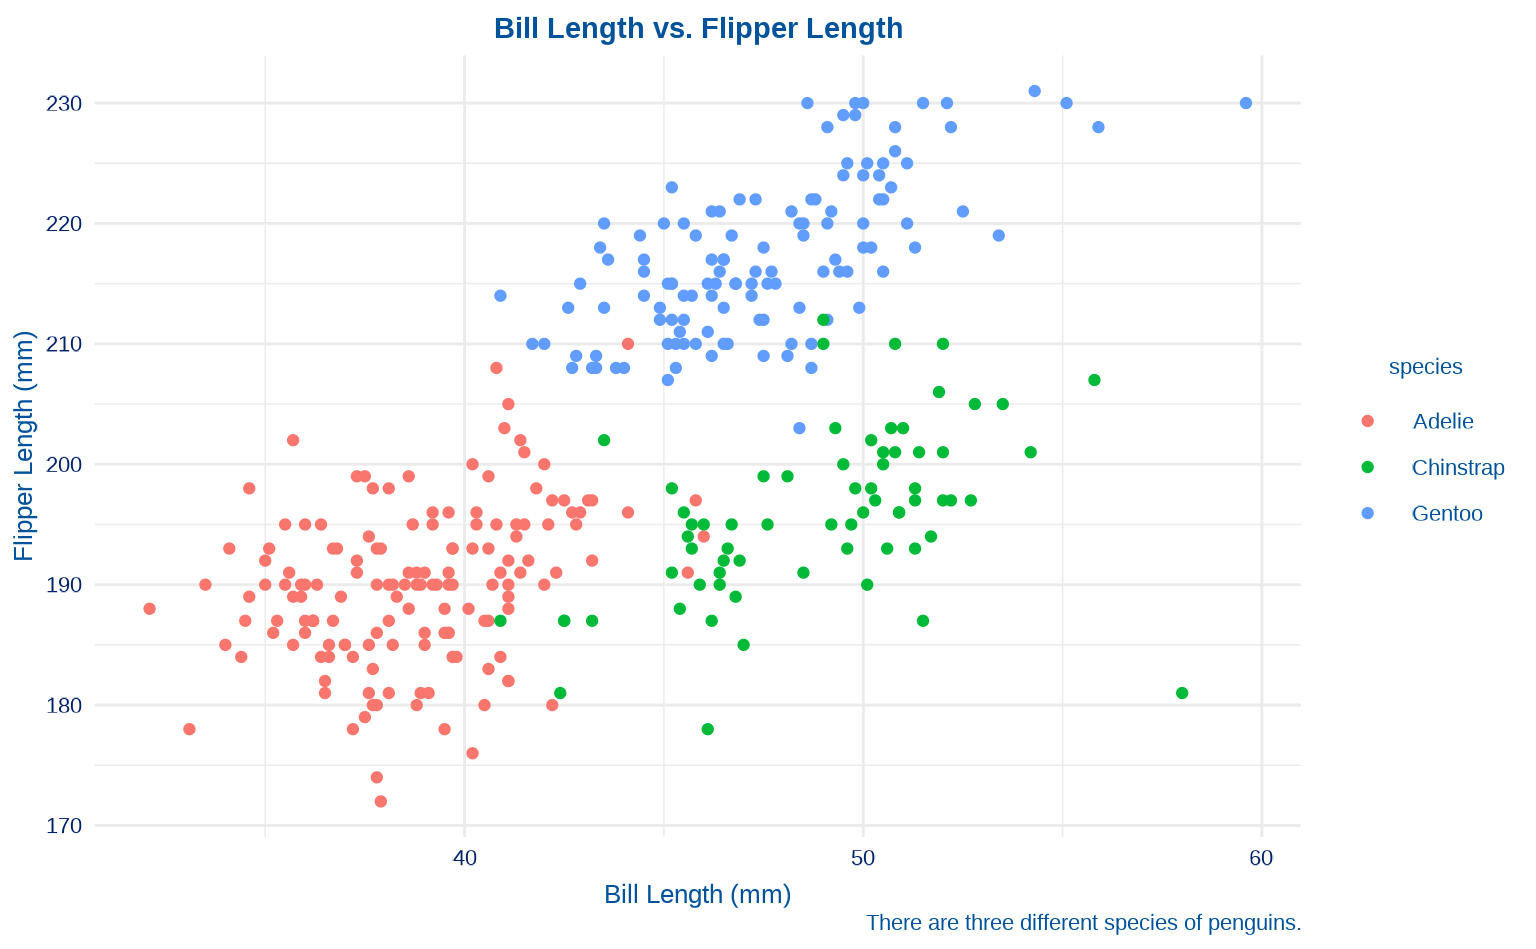 Bill Length vs. Flipper Length
Flipper Length (mm)
230
220
210
200
190
180
170
40
50
60
Bill Length (mm)
species
Adelie
Chinstrap
Gentoo
There are three different species of penguins.